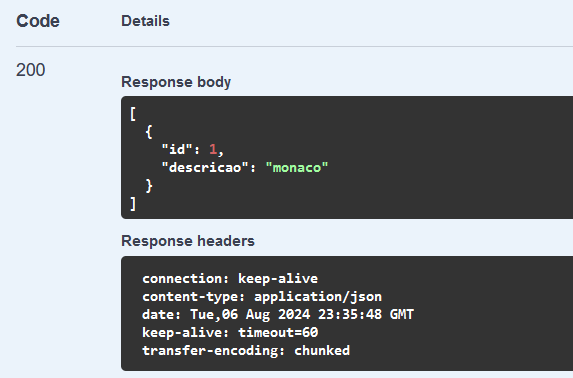 Code Details
200
Response body
[
  {
    "id": 1,
    "descricao": "monaco"
  }
]
Response headers
connection: keep-alive
content-type: application/json
date: Tue,06 Aug 2024 23:35:48 GMT
keep-alive: timeout=60
transfer-encoding: chunked